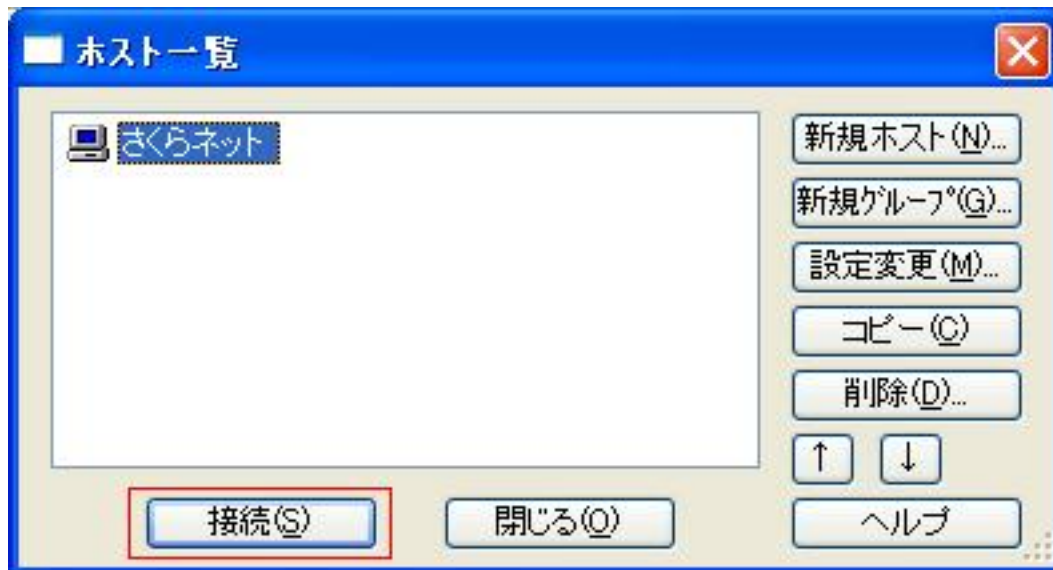 ホスト一覧
さくらネット
新規ホスト(N)...
新規ｸﾞﾙｰﾌﾟ(G)...
設定変更(M)...
コピー(C)
削除(D)...
↑ ↓
接続(S) 閉じる(O) ヘルプ